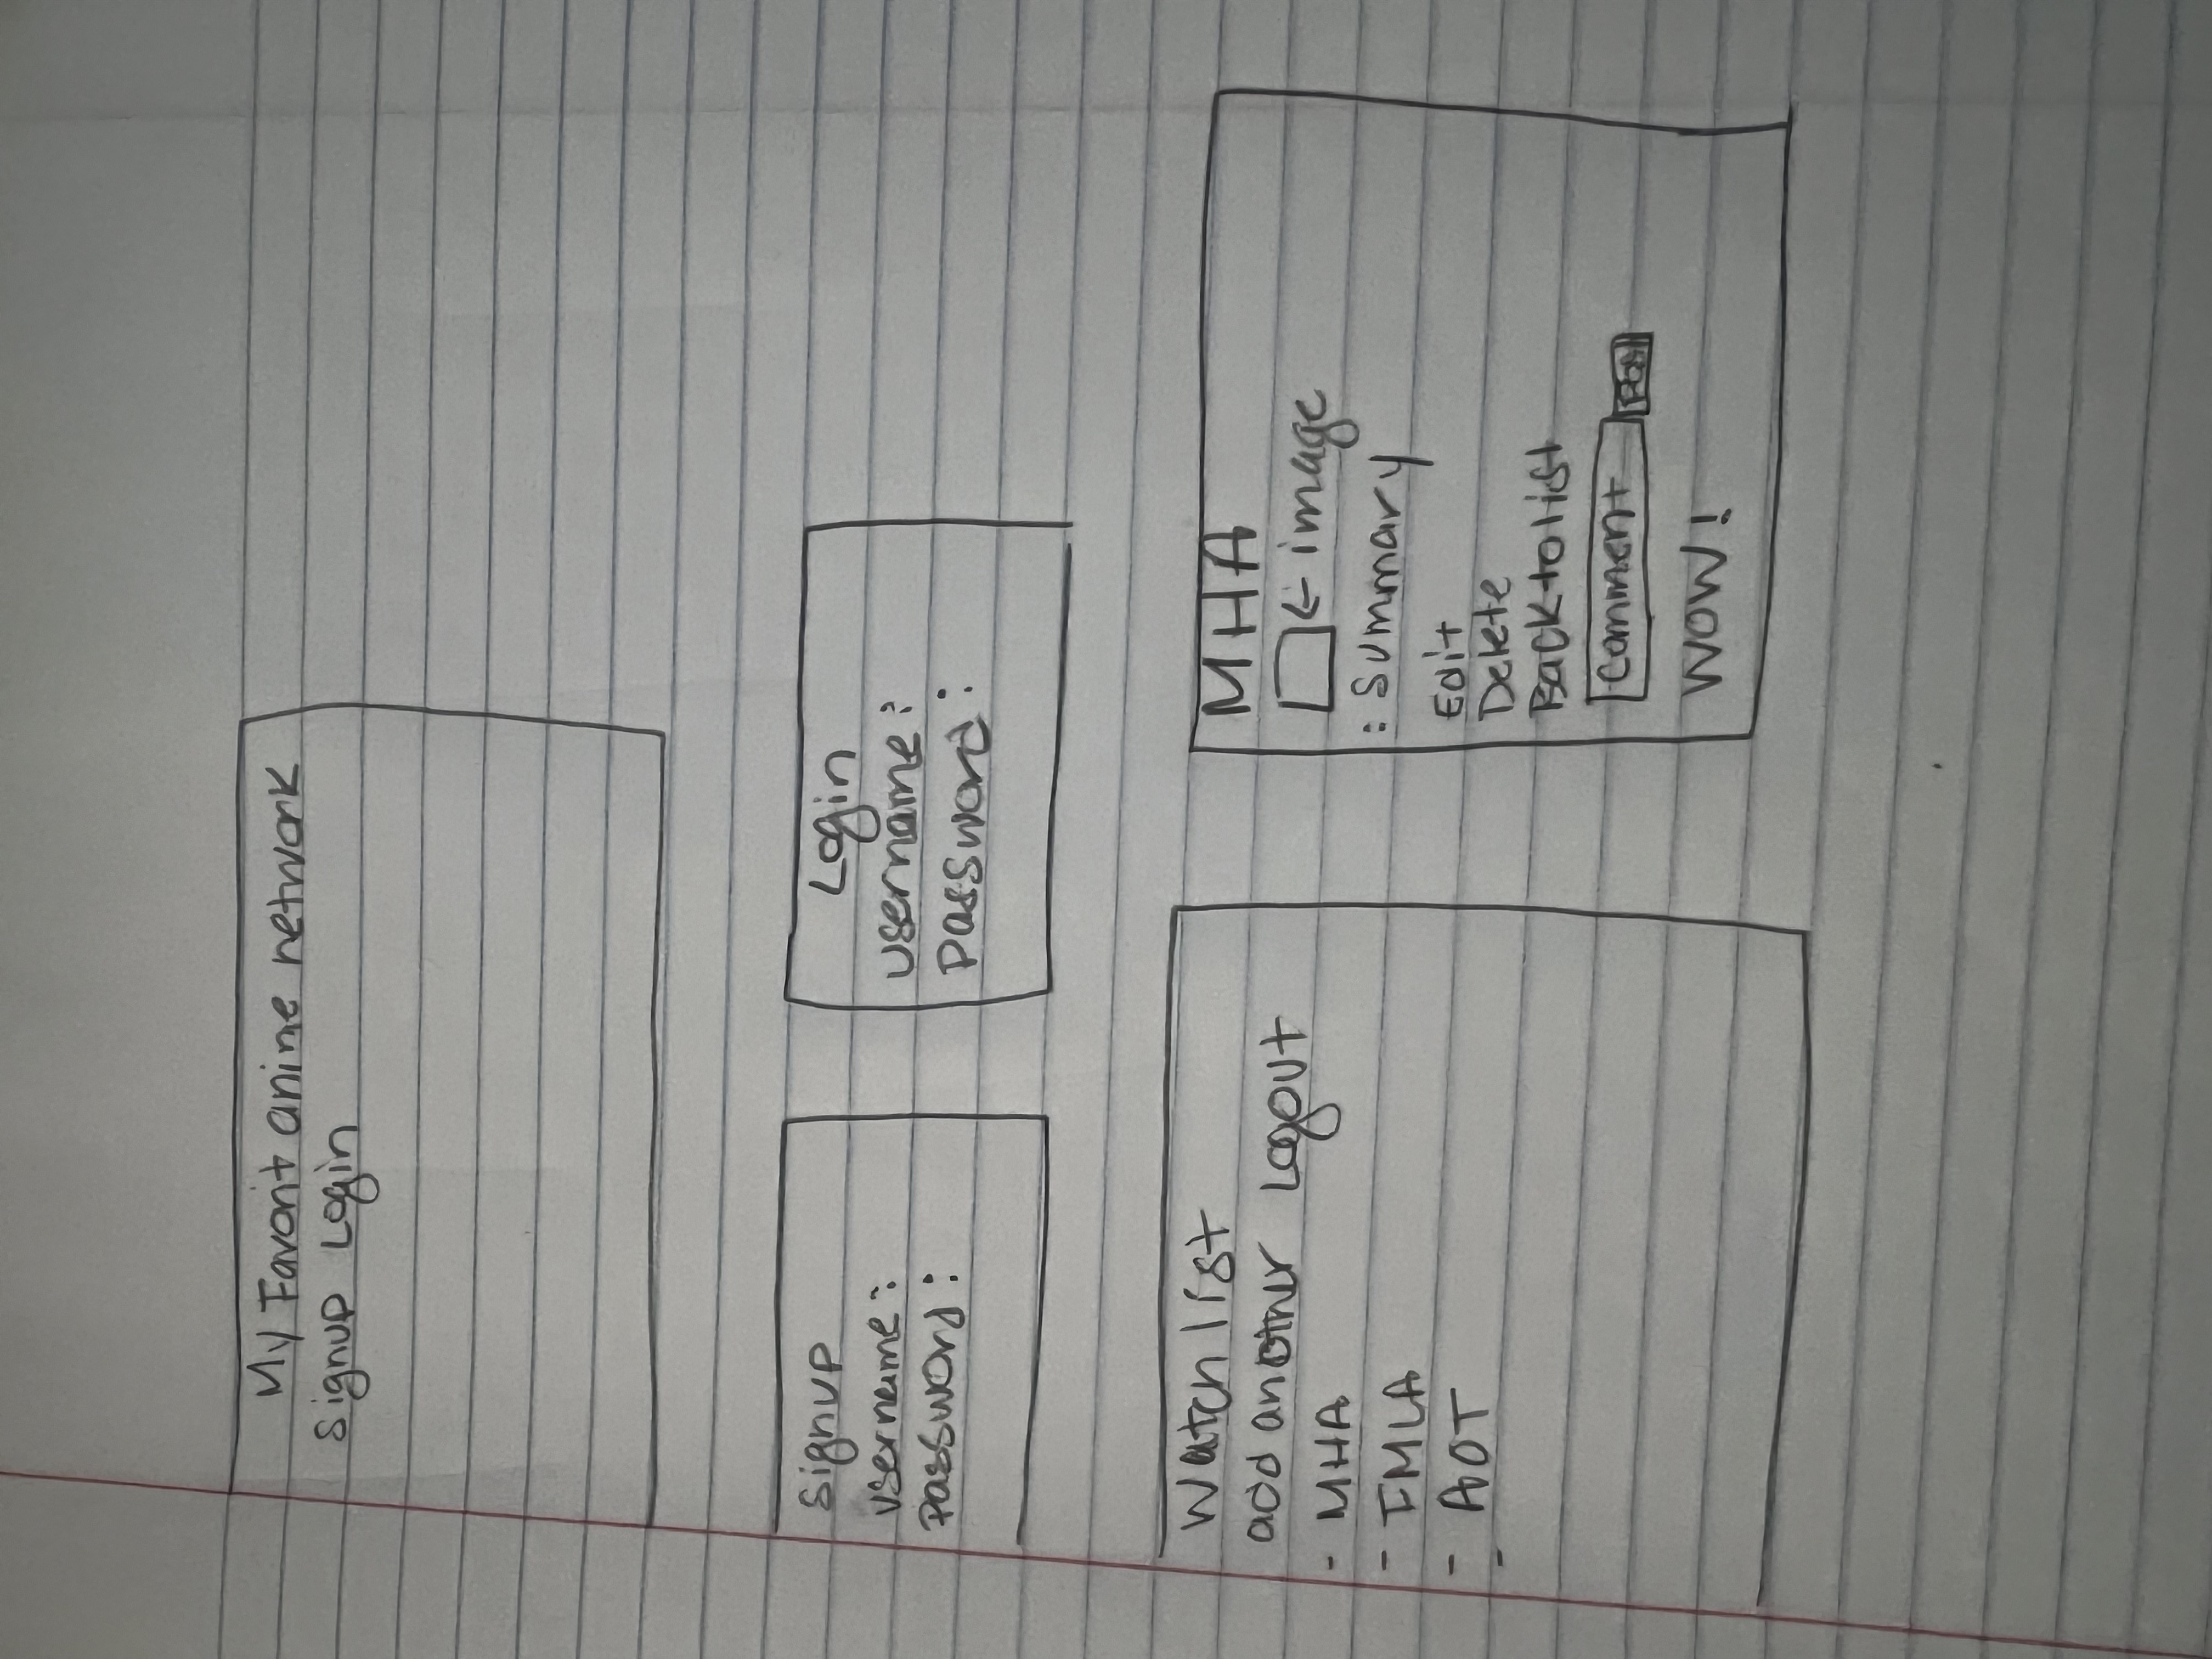 My Favorit anime network
Signup Login
Signup
username:
Password:
Login
username:
Password:
Watch list
add another Logout
- MHA
- FMLA
- AOT
-
MHA
← image
: Summary
Edit
Delete
Back to list
Comment Post
WOW!